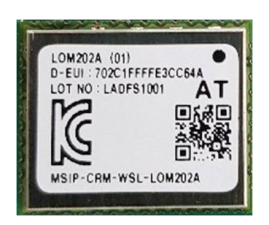 LOM202A (01)
D-EUI : 702C1FFFFE3CC64A
LOT NO : LADFS1001
AT
MSIP-CRM-WSL-LOM202A